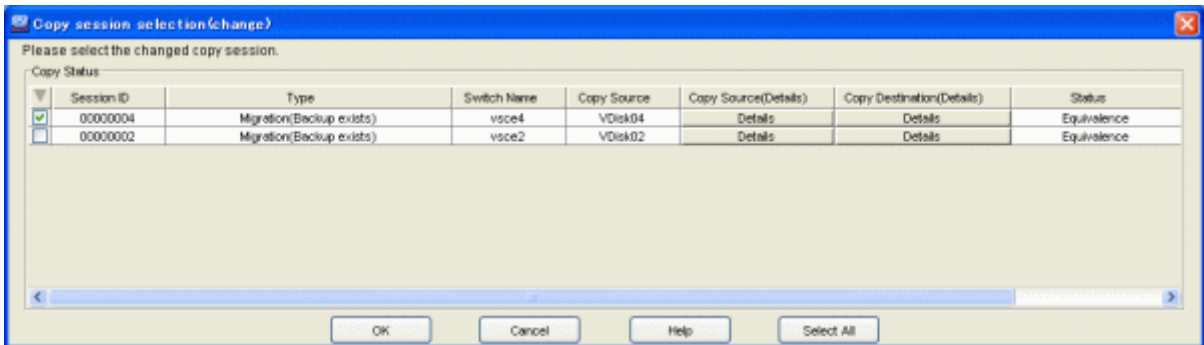 Copy session selection(change)
Please select the changed copy session.
Copy Status
Session ID Type Switch Name Copy Source Copy Source(Details) Copy Destination(Details) Status
00000004 Migration(Backup exists) vsce4 VDisk04 Details Details Equivalence
00000002 Migration(Backup exists) vsce2 VDisk02 Details Details Equivalence
OK Cancel Help Select All